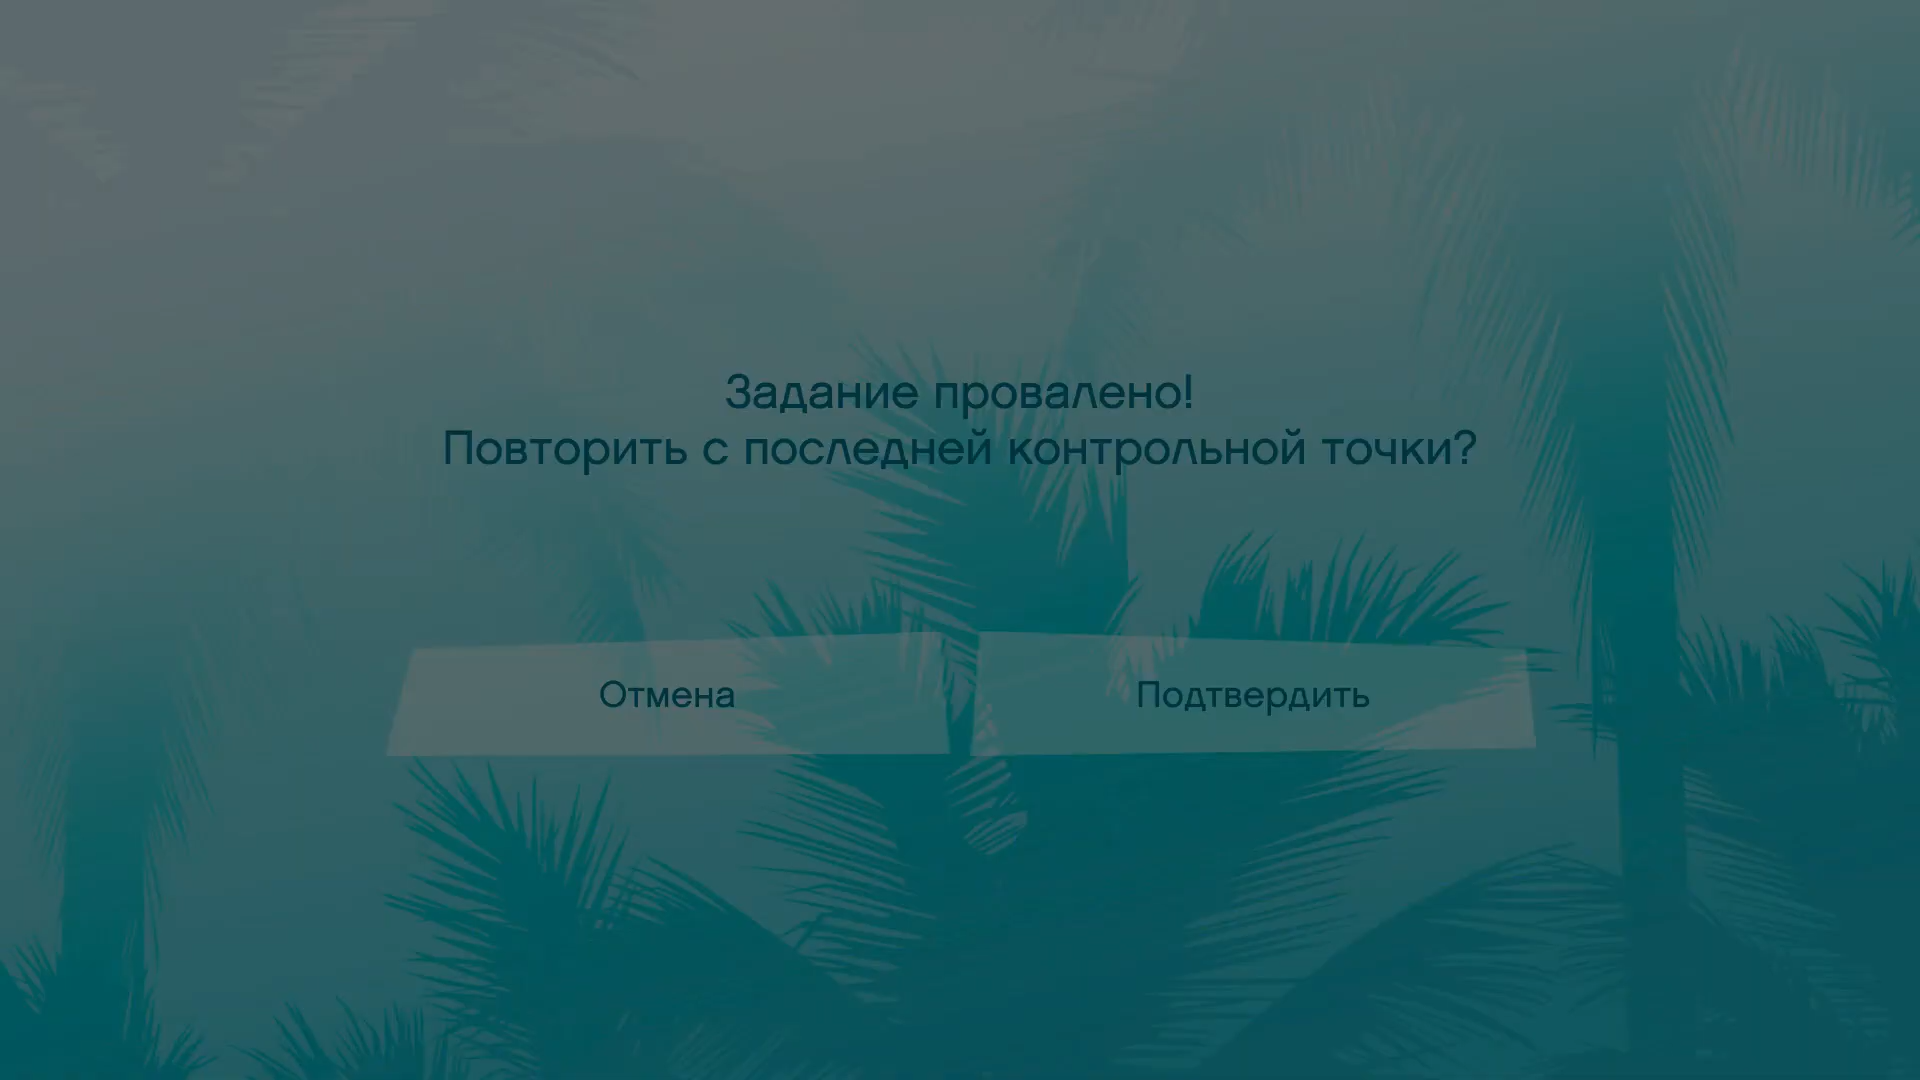 Задание провалено!
Повторить с последней контрольной точки?
Отмена
Подтвердить